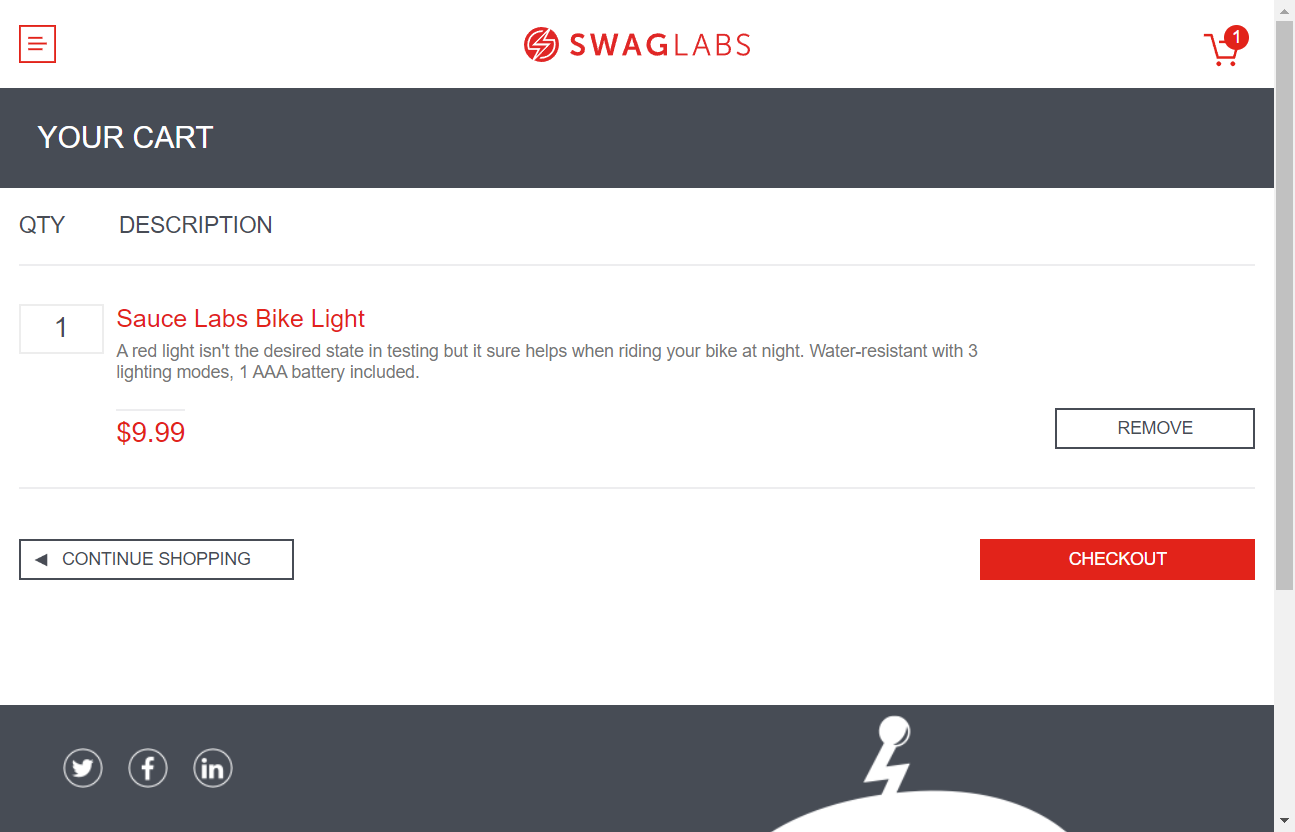 SWAGLABS
1
YOUR CART
QTY DESCRIPTION
1
Sauce Labs Bike Light
A red light isn't the desired state in testing but it sure helps when riding your bike at night. Water-resistant with 3
lighting modes, 1 AAA battery included.
$9.99
REMOVE
CONTINUE SHOPPING
CHECKOUT
f
in